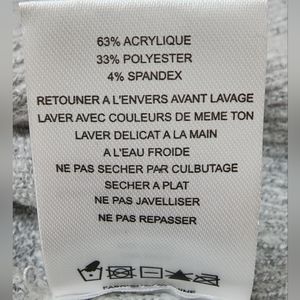 63% ACRYLIQUE
33% POLYESTER
4% SPANDEX
RETOUNER A L'ENVERS AVANT LAVAGE
LAVER AVEC COULEURS DE MEME TON
LAVER DELICAT A LA MAIN
A L'EAU FROIDE
NE PAS SECHER PAR CULBUTAGE
SECHER A PLAT
NE PAS JAVELLISER
NE PAS REPASSER